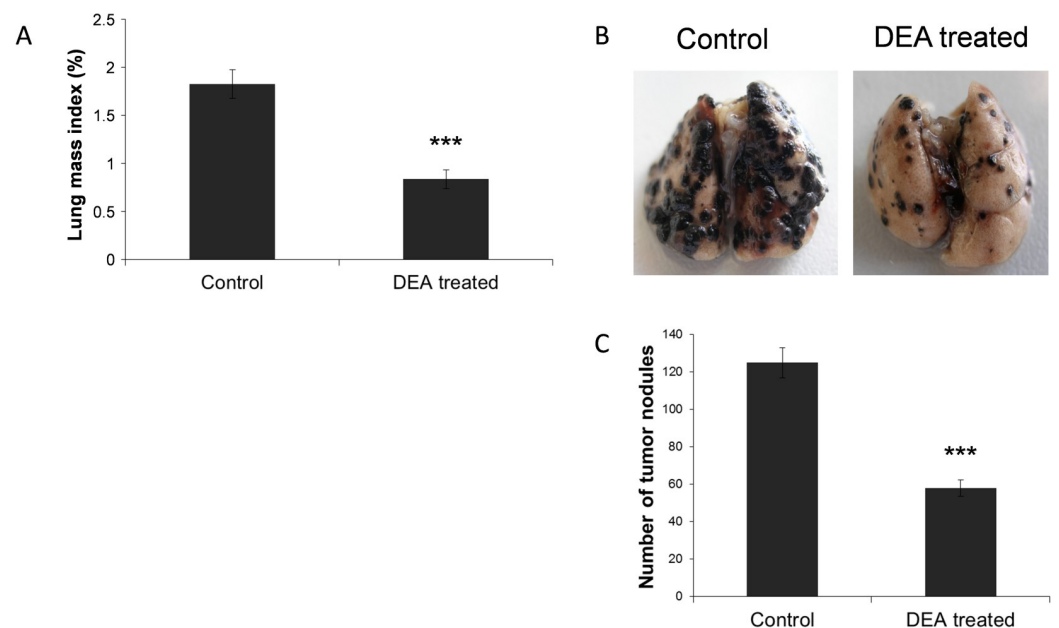 A
Lung mass index (%)
2.5
2
1.5
1
0.5
0
***
Control
DEA treated
B
Control
DEA treated
C
Number of tumor nodules
140
120
100
80
60
40
20
0
***
Control
DEA treated